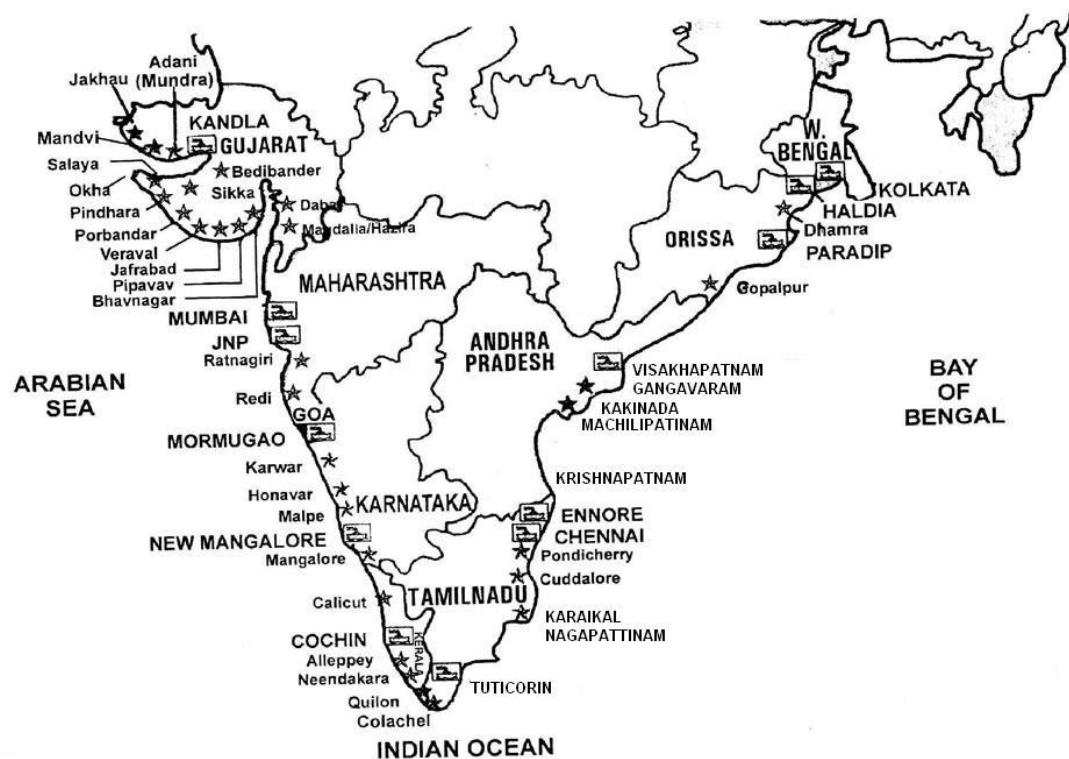 Adani
(Mundra)
Jakhau
KANDLA
GUJARAT
Mandvi
Salaya
Bedibander
Okha
Sikka
Pindhara
Porbandar
Veraval
Jafrabad
Pipavav
Bhavnagar
MAHARASHTRA
MUMBAI
JNP
Ratnagiri
Redi
ARABIAN
SEA
GOA
MORMUGAO
Karwar
Honavar
Malpe
KARNATAKA
NEW MANGALORE
Mangalore
Calicut
TAMILNADU
COCHIN
KERALA
Alleppey
Neendakara
Quilon
Colachel
INDIAN OCEAN
W.
BENGAL
KOLKATA
HALDIA
Dhamra
ORISSA
PARADIP
Gopalpur
ANDHRA
PRADESH
VISAKHAPATNAM
GANGAVARAM
KAKINADA
MACHILIPATINAM
BAY
OF
BENGAL
KRISHNAPATNAM
ENNORE
CHENNAI
Pondicherry
Cuddalore
KARAIKAL
NAGAPATTINAM
TUTICORIN